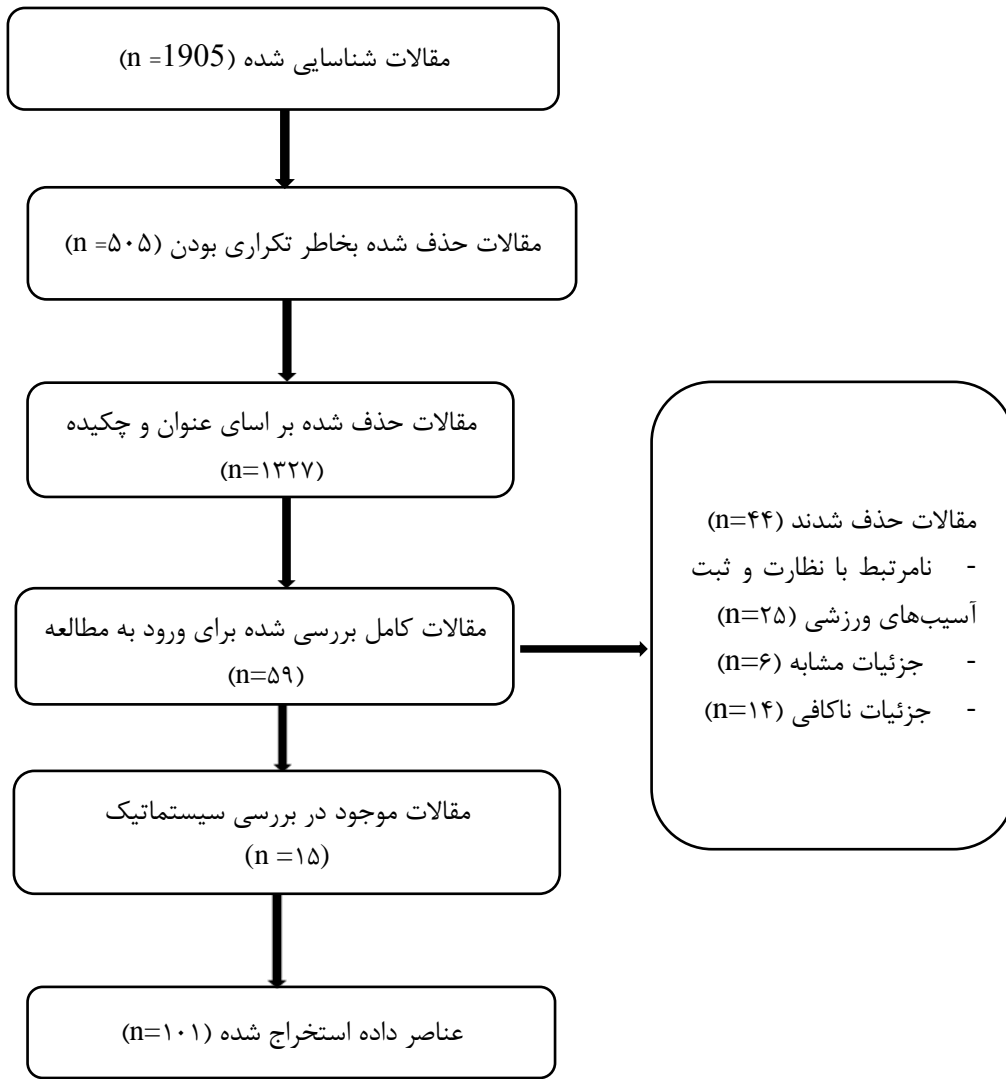 مقالات شناسایی شده (n =1905)
مقالات حذف شده بخاطر تکراری بودن (n =۵۰۵)
مقالات حذف شده بر اسای عنوان و چکیده
(n=۱۳۲۷)
مقالات کامل بررسی شده برای ورود به مطالعه
(n=۵۹)
مقالات حذف شدند (n=۴۴)
- نامرتبط با نظارت و ثبت
آسیب‌های ورزشی (n=۲۵)
- جزئیات مشابه (n=۶)
- جزئیات ناکافی (n=۱۴)
مقالات موجود در بررسی سیستماتیک
(n =۱۵)
عناصر داده استخراج شده (n=۱۰۱)